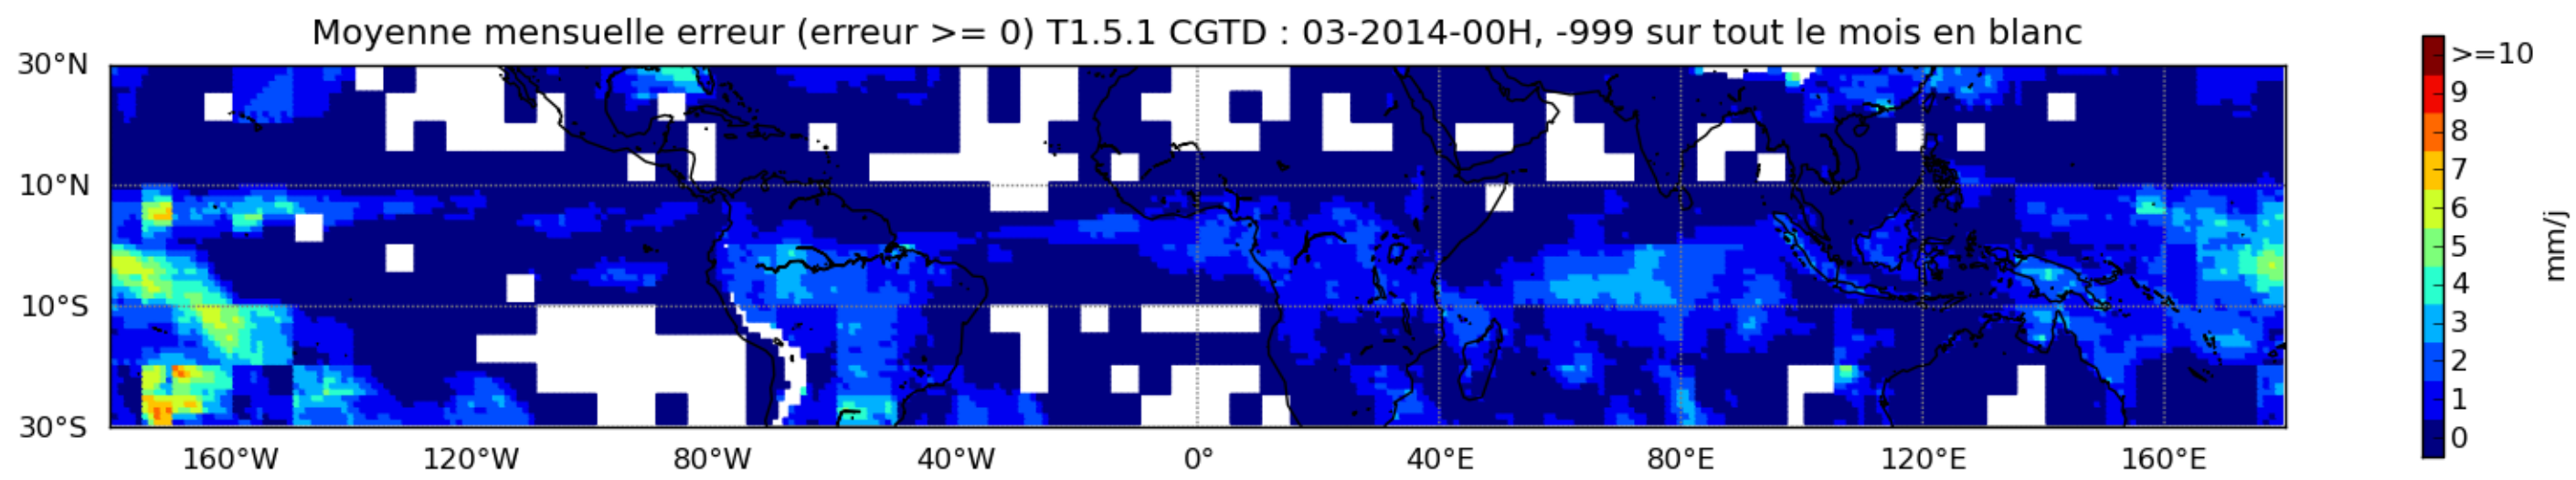 Moyenne mensuelle erreur (erreur >= 0) T1.5.1 CGTD : 03-2014-00H, -999 sur tout le mois en blanc
30°N
10°N
10°S
30°S
160°W 120°W 80°W 40°W 0° 40°E 80°E 120°E 160°E
>=10
9
8
7
6
5
4
3
2
1
0
mm/j